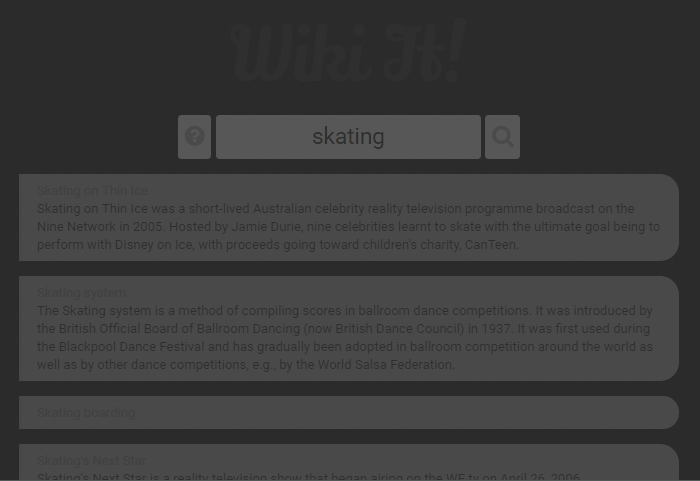 Wiki It!
skating
Skating on Thin Ice
Skating on Thin Ice was a short-lived Australian celebrity reality television programme broadcast on the
Nine Network in 2005. Hosted by Jamie Durie, nine celebrities learnt to skate with the ultimate goal being to
perform with Disney on Ice, with proceeds going toward children's charity, CanTeen.
Skating system
The Skating system is a method of compiling scores in ballroom dance competitions. It was introduced by
the British Official Board of Ballroom Dancing (now British Dance Council) in 1937. It was first used during
the Blackpool Dance Festival and has gradually been adopted in ballroom competition around the world as
well as by other dance competitions, e.g., by the World Salsa Federation.
Skating boarding
Skating's Next Star
Skating's Next Star is a reality television show that began airing on the WE tv on April 26, 2006.